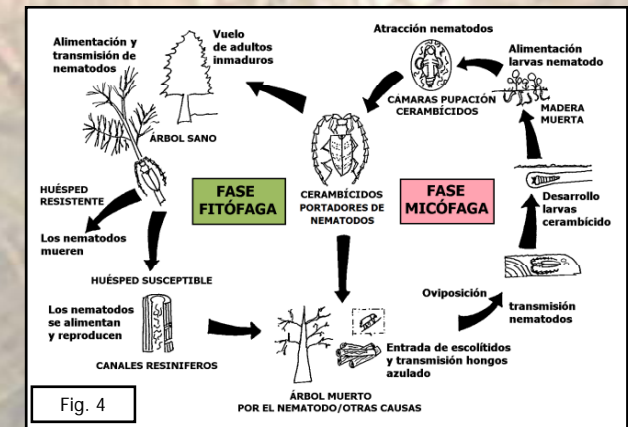 Alimentación y
transmisión de
nematodos
Vuelo
de adultos
inmaduros
Atracción nematodos
Alimentación
larvas nematodo
ÁRBOL SANO
CÁMARAS PUPACIÓN
CERAMBÍCIDOS
MADERA
MUERTA
HUÉSPED
RESISTENTE
FASE
FITÓFAGA
CERAMBÍCIDOS
PORTADORES DE
NEMATODOS
FASE
MICÓFAGA
Desarrollo
larvas
cerambícido
Los nematodos
mueren
HUÉSPED SUSCEPTIBLE
Los nematodos
se alimentan
y reproducen
CANALES RESINIFEROS
Oviposición
transmisión
nematodos
Entrada de escolítidos
y transmisión hongos
azulado
ÁRBOL MUERTO
POR EL NEMATODO/OTRAS CAUSAS
Fig. 4